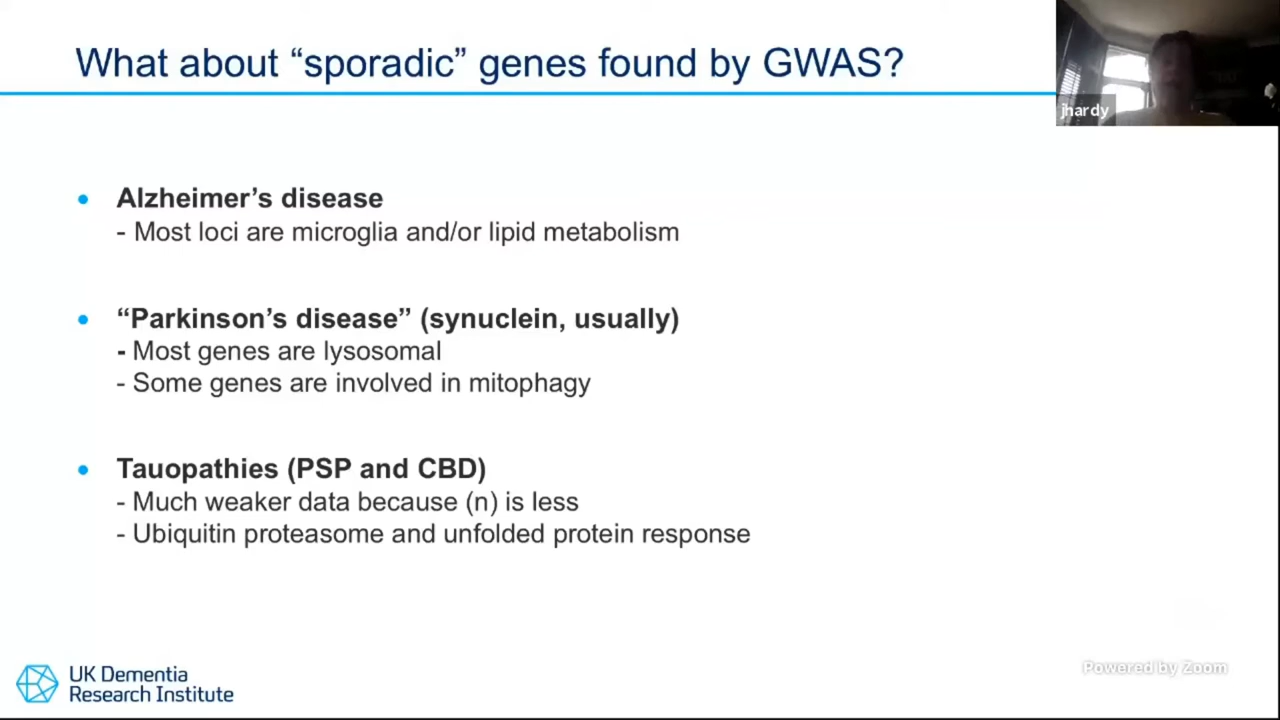 What about “sporadic” genes found by GWAS?
jhardy
• Alzheimer’s disease
- Most loci are microglia and/or lipid metabolism
• “Parkinson’s disease” (synuclein, usually)
- Most genes are lysosomal
- Some genes are involved in mitophagy
• Tauopathies (PSP and CBD)
- Much weaker data because (n) is less
- Ubiquitin proteasome and unfolded protein response
UK Dementia
Research Institute
Powered by Zoom